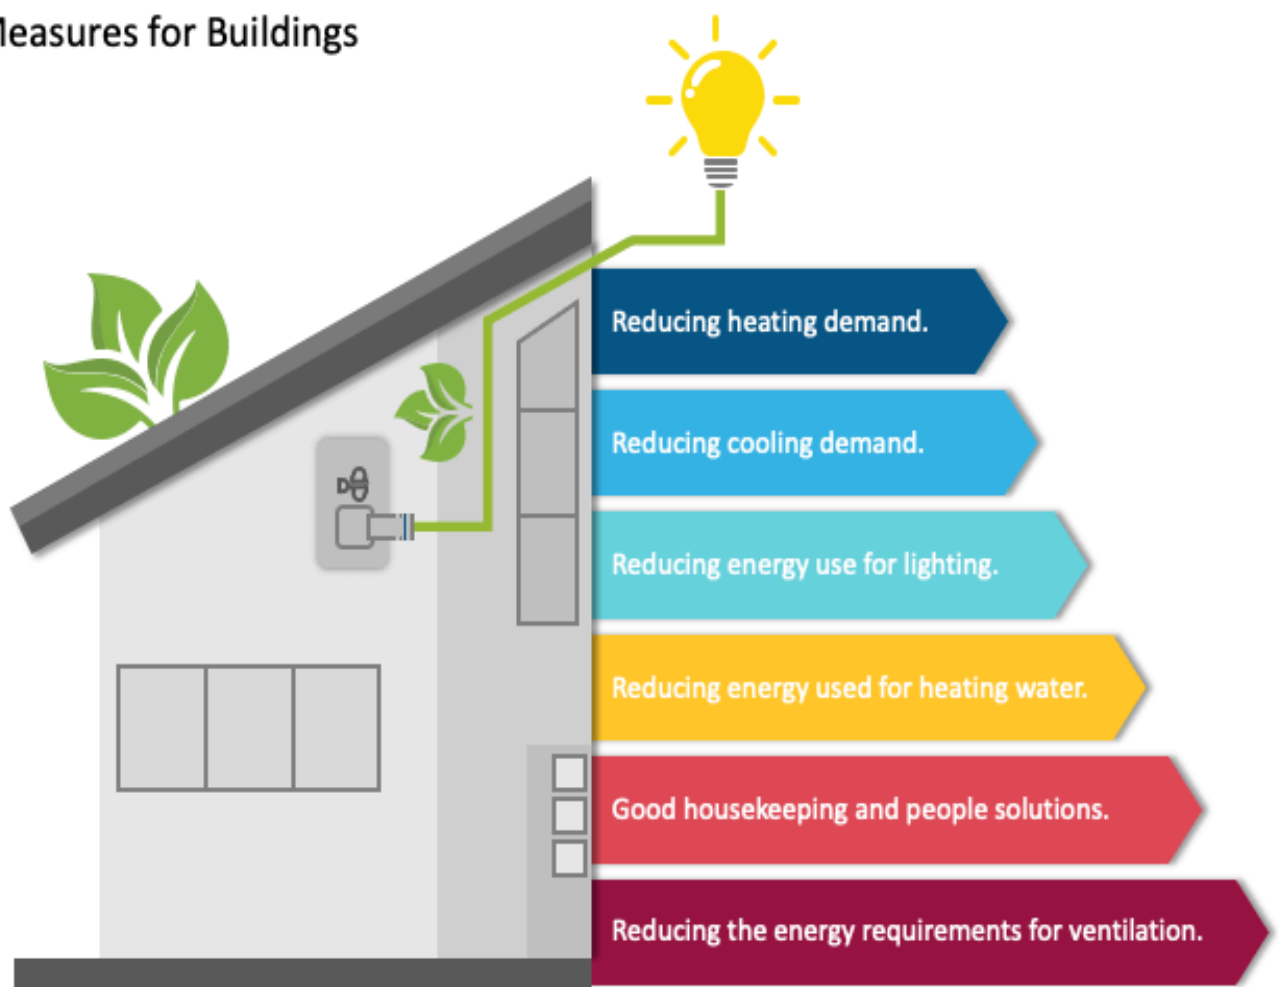 Measures for Buildings
Reducing heating demand.
Reducing cooling demand.
Reducing energy use for lighting.
Reducing energy used for heating water.
Good housekeeping and people solutions.
Reducing the energy requirements for ventilation.